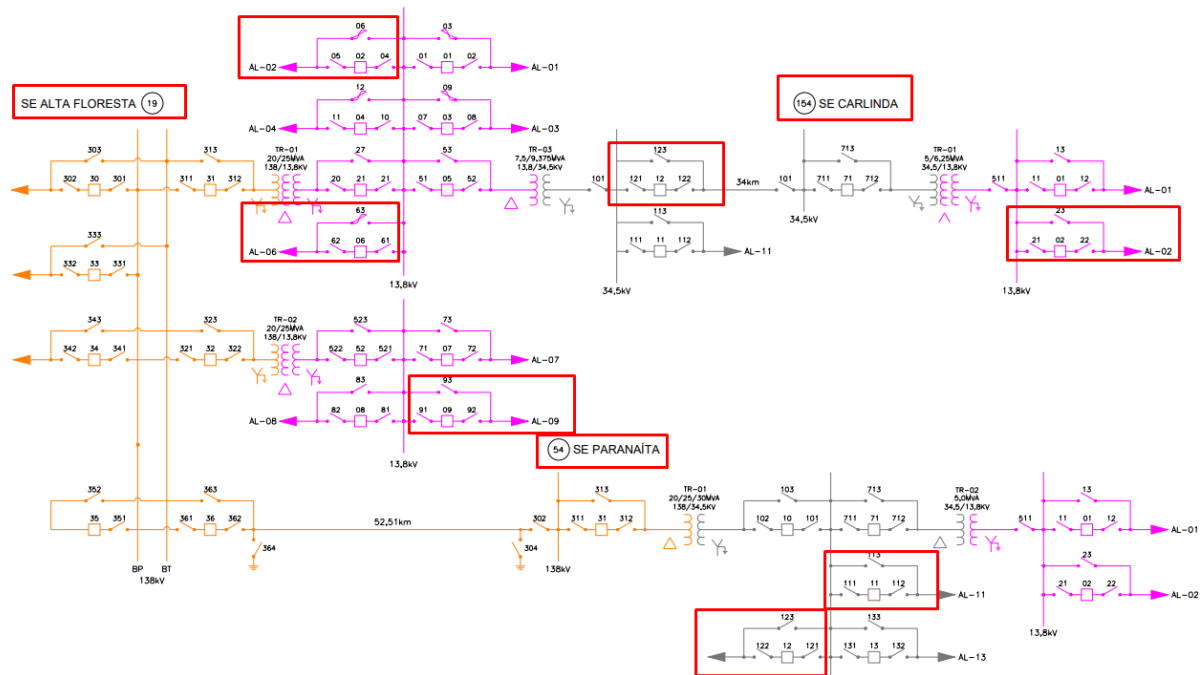 06 03
05 02 04 01 01 02
AL-02 AL-01
SE ALTA FLORESTA 19
12 09
11 04 10 07 03 08
AL-04 AL-03
154 SE CARLINDA
303 313
302 30 301 311 31 312
TR-01
20/25MVA
138/13,8KV
27 53
20 21 21 51 05 52
TR-03
7,5/9,375MVA
13,8/34,5KV
101
123
121 12 122
34km
101
713
711 71 712
TR-01
5/6,25MVA
34,5/13,8KV
511
13
11 01 12
AL-01
63
62 06 61
AL-06
113
111 11 112
AL-11
34,5kV
23
21 02 22
AL-02
333
332 33 331
13,8kV
34,5kV
13,8kV
343 323
342 34 341 321 32 322
TR-02
20/25MVA
138/13,8KV
523 73
522 52 521 71 07 72
AL-07
83 93
82 08 81 91 09 92
AL-08 AL-09
13,8kV
54 SE PARANAÍTA
352 363
35 351 361 36 362
364
52,51km
304
302
313
311 31 312
TR-01
20/25/30MVA
138/34,5KV
103 713
102 10 101 711 71 712
TR-02
5,0MVA
34,5/13,8KV
511
13
11 01 12
AL-01
BP BT
138kV
138kV
113
111 11 112
AL-11
23
21 02 22
AL-02
123 133
122 12 121 131 13 132
AL-13
13,8kV